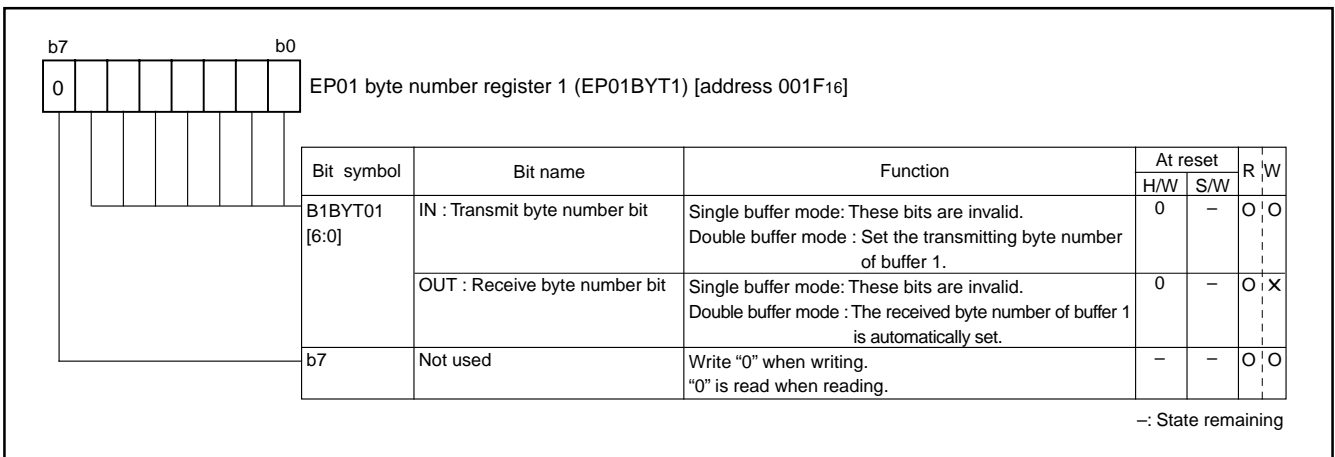 b7 b0
0 EP01 byte number register 1 (EP01BYT1) [address 001F16]
Bit symbol Bit name Function At reset R W
H/W S/W
B1BYT01 IN : Transmit byte number bit Single buffer mode: These bits are invalid. 0 – O O
[6:0] Double buffer mode : Set the transmitting byte number
of buffer 1.
OUT : Receive byte number bit Single buffer mode: These bits are invalid. 0 – O ✕
Double buffer mode : The received byte number of buffer 1
is automatically set.
b7 Not used Write “0” when writing. – – O O
“0” is read when reading.
–: State remaining